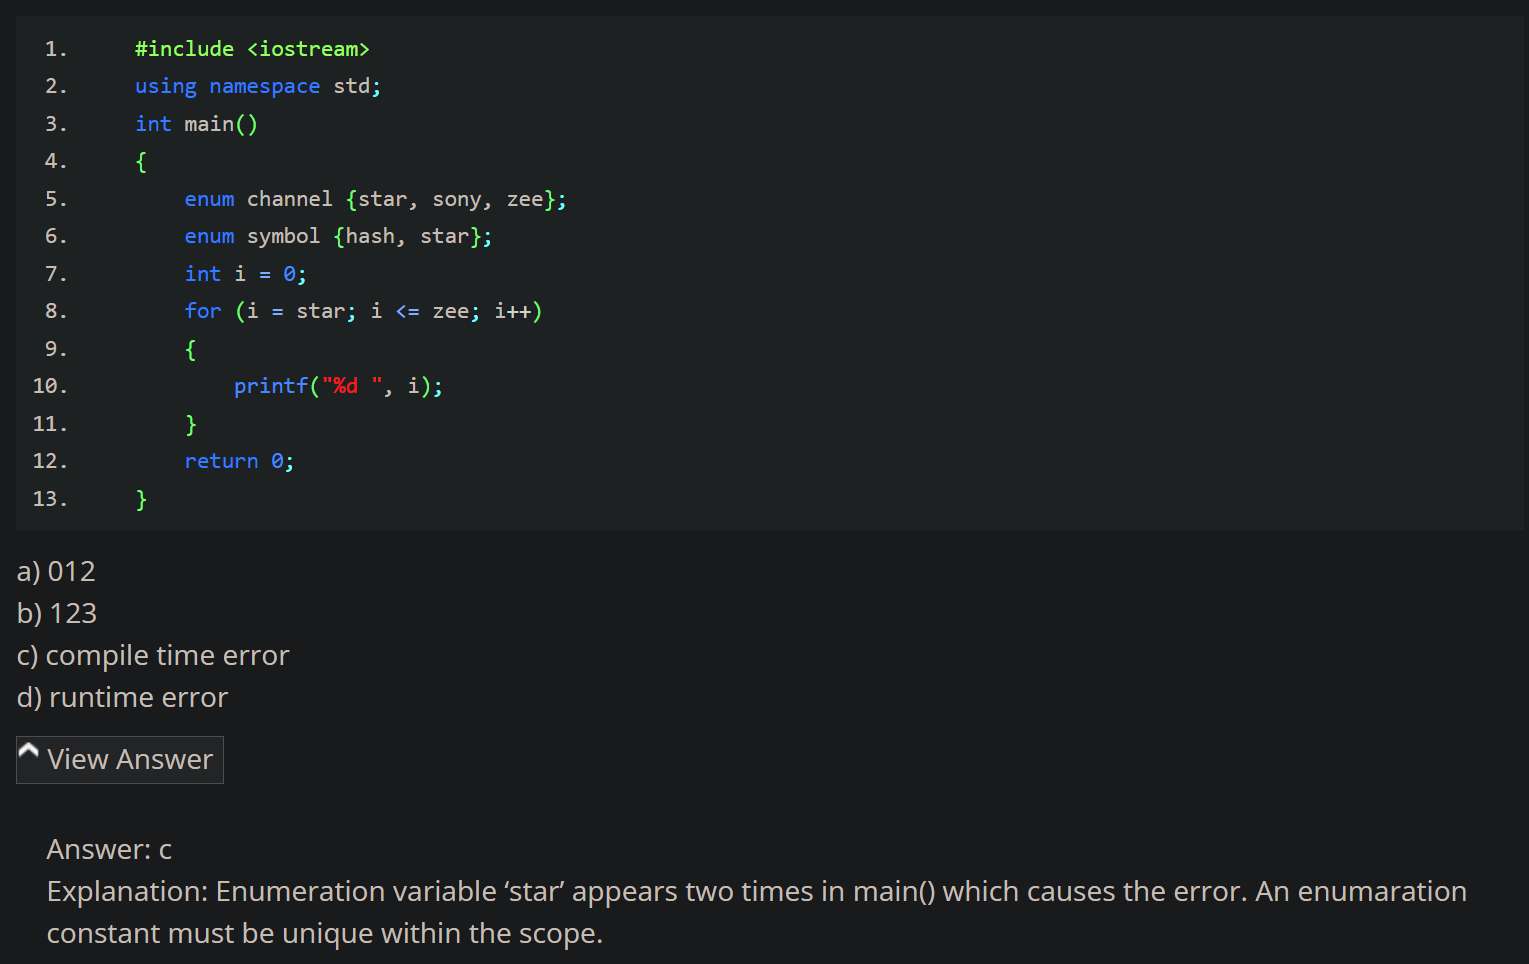 1. #include <iostream>
2. using namespace std;
3. int main()
4. {
5.     enum channel {star, sony, zee};
6.     enum symbol {hash, star};
7.     int i = 0;
8.     for (i = star; i <= zee; i++)
9.     {
10.         printf("%d ", i);
11.     }
12.     return 0;
13. }
a) 012
b) 123
c) compile time error
d) runtime error
View Answer
Answer: c
Explanation: Enumeration variable ‘star’ appears two times in main() which causes the error. An enumaration
constant must be unique within the scope.